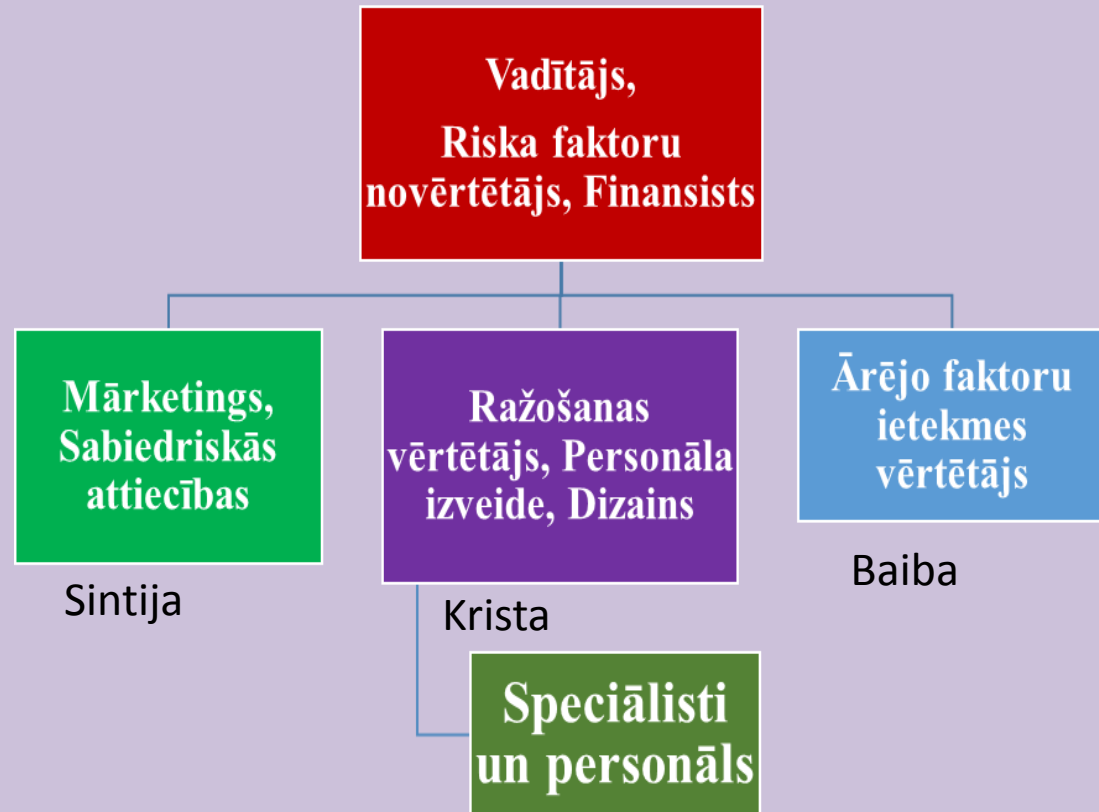 Vadītājs,
Riska faktoru
novērtētājs, Finansists
Mārketings,
Sabiedriskās
attiecības
Sintija
Ražošanas
vērtētājs, Personāla
izveide, Dizains
Krista
Ārējo faktoru
ietekmes
vērtētājs
Baiba
Speciālisti
un personāls